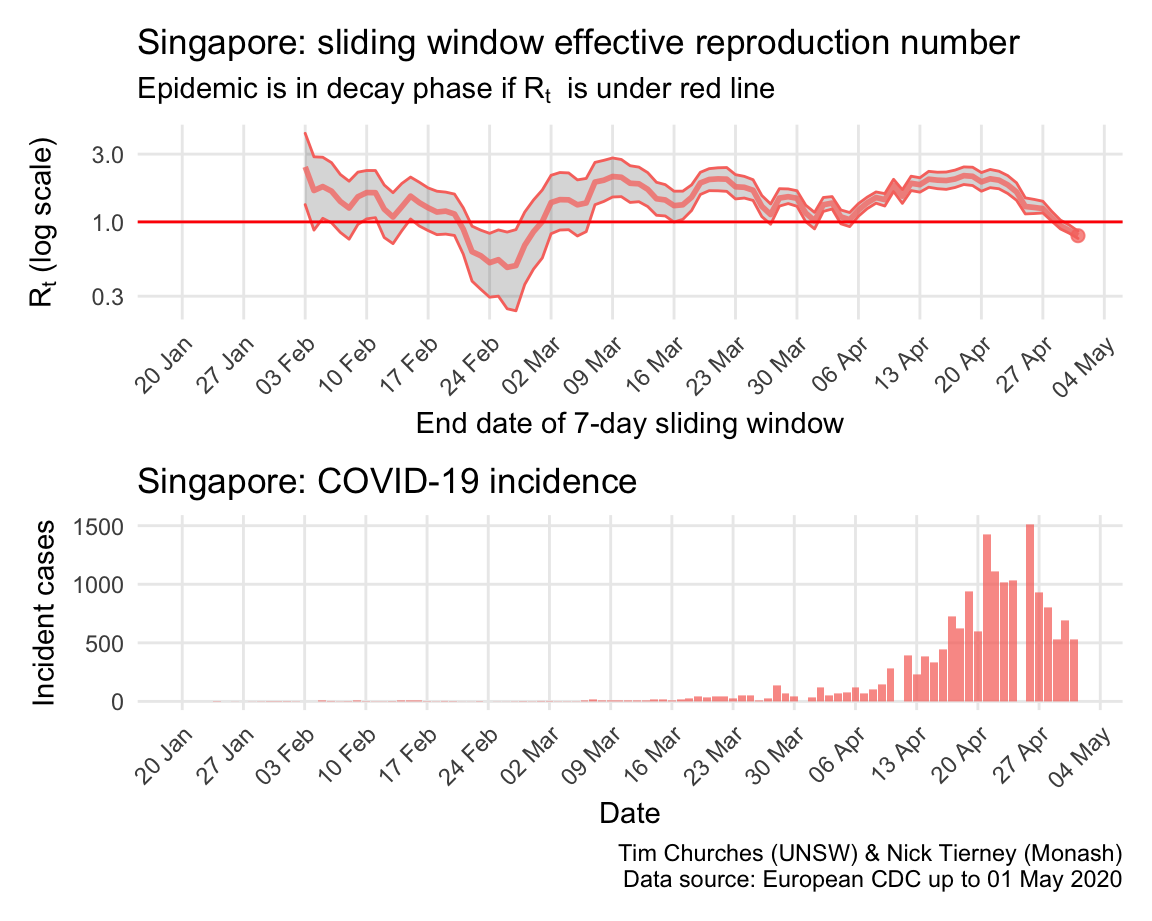 Singapore: sliding window effective reproduction number
Epidemic is in decay phase if Rt is under red line
Rt (log scale)
3.0
1.0
0.3
20 Jan
27 Jan
03 Feb
10 Feb
17 Feb
24 Feb
02 Mar
09 Mar
16 Mar
23 Mar
30 Mar
06 Apr
13 Apr
20 Apr
27 Apr
04 May
End date of 7-day sliding window
Singapore: COVID-19 incidence
Incident cases
1500
1000
500
0
20 Jan
27 Jan
03 Feb
10 Feb
17 Feb
24 Feb
02 Mar
09 Mar
16 Mar
23 Mar
30 Mar
06 Apr
13 Apr
20 Apr
27 Apr
04 May
Date
Tim Churches (UNSW) & Nick Tierney (Monash)
Data source: European CDC up to 01 May 2020